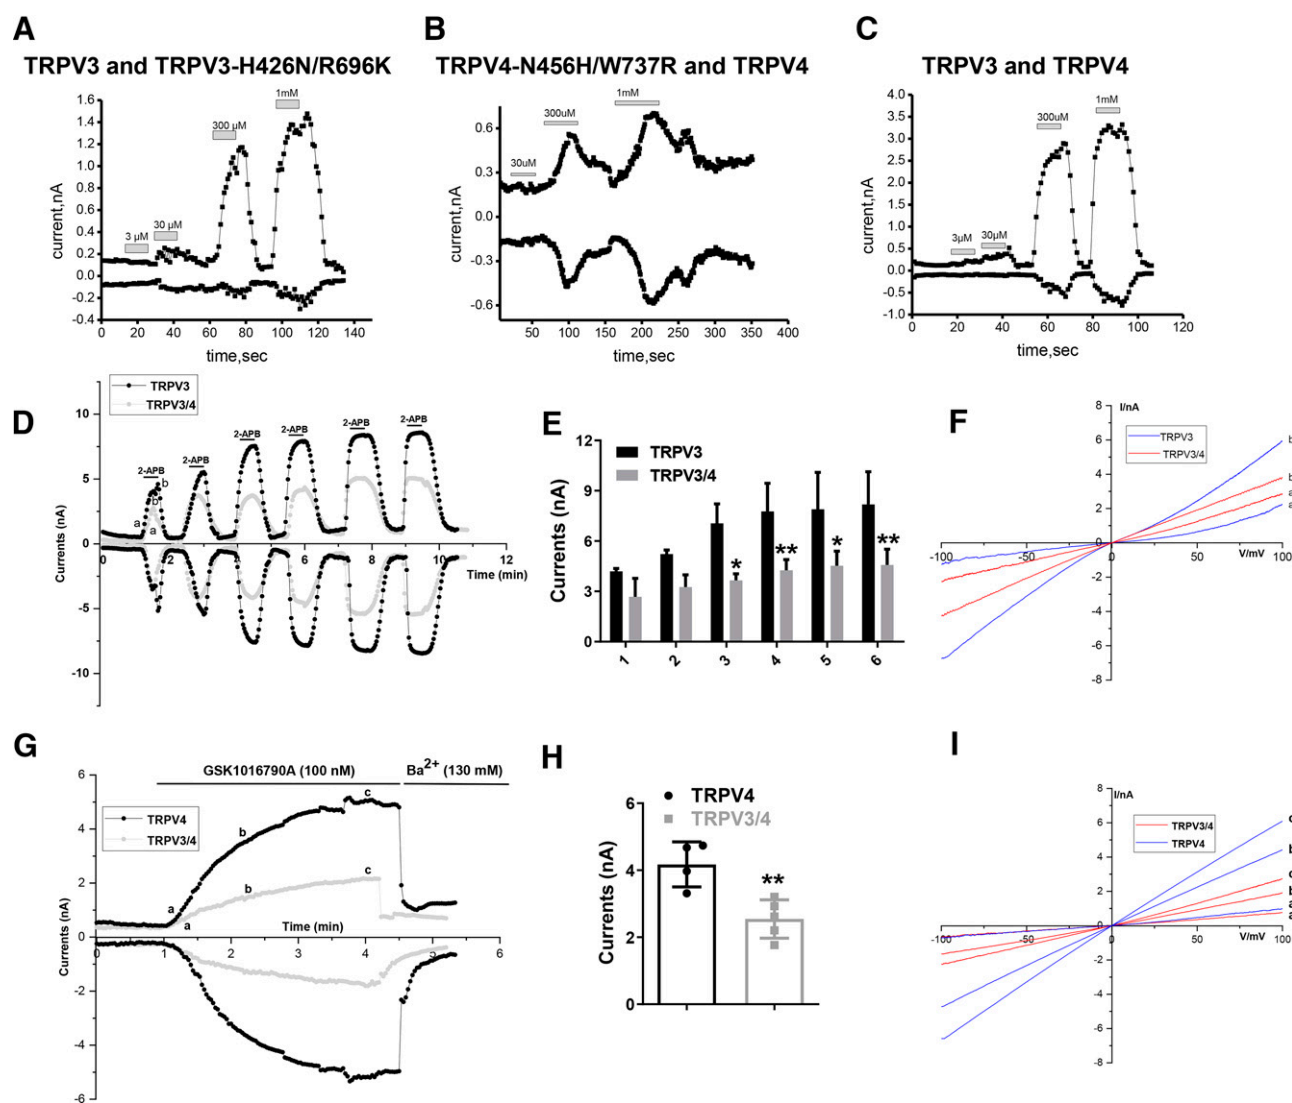 A
TRPV3 and TRPV3-H426N/R696K
1.6
1.4
1.2
1.0
0.8
0.6
0.4
0.2
0.0
-0.2
-0.4
current,nA
3 µM
30 µM
300 µM
1mM
0 20 40 60 80 100 120 140
time,sec
B
TRPV4-N456H/W737R and TRPV4
0.6
0.3
0.0
-0.3
-0.6
current,nA
30uM
300uM
1mM
50 100 150 200 250 300 350 400
time,sec
C
TRPV3 and TRPV4
4.0
3.5
3.0
2.5
2.0
1.5
1.0
0.5
0.0
-0.5
-1.0
current,nA
3µM
30µM
300uM
1mM
0 20 40 60 80 100 120
time,sec
D
TRPV3
TRPV3/4
10
5
0
-5
-10
Currents (nA)
2-APB 2-APB 2-APB 2-APB 2-APB 2-APB
a b
a b
0 2 4 6 8 10 12
Time (min)
E
TRPV3
TRPV3/4
12
9
6
3
0
Currents (nA)
* ** * **
1 2 3 4 5 6
F
I/nA
TRPV3
TRPV3/4
8
6
4
2
0
-2
-4
-6
-8
-100 -50 0 50 100
V/mV
b
b
a
a
G
GSK1016790A (100 nM)
Ba2+ (130 mM)
TRPV4
TRPV3/4
6
4
2
0
-2
-4
-6
Currents (nA)
a b c
a b c
Time (min)
0 1 2 3 4 5 6
H
TRPV4
TRPV3/4
6
4
2
0
Currents (nA)
**
I
I/nA
TRPV3/4
TRPV4
8
6
4
2
0
-2
-4
-6
-8
-100 -50 0 50 100
V/mV
c
b
c
b
a
a